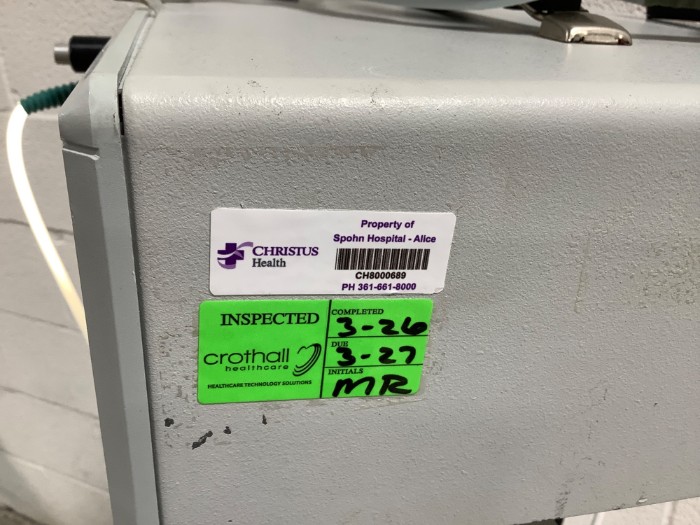 Property of
Spohn Hospital - Alice
CHRISTUS
Health
CH8000689
PH 361-661-8000
INSPECTED
crothall
healthcare
HEALTHCARE TECHNOLOGY SOLUTIONS
COMPLETED
3-26
DUE
3-27
INITIALS
MR